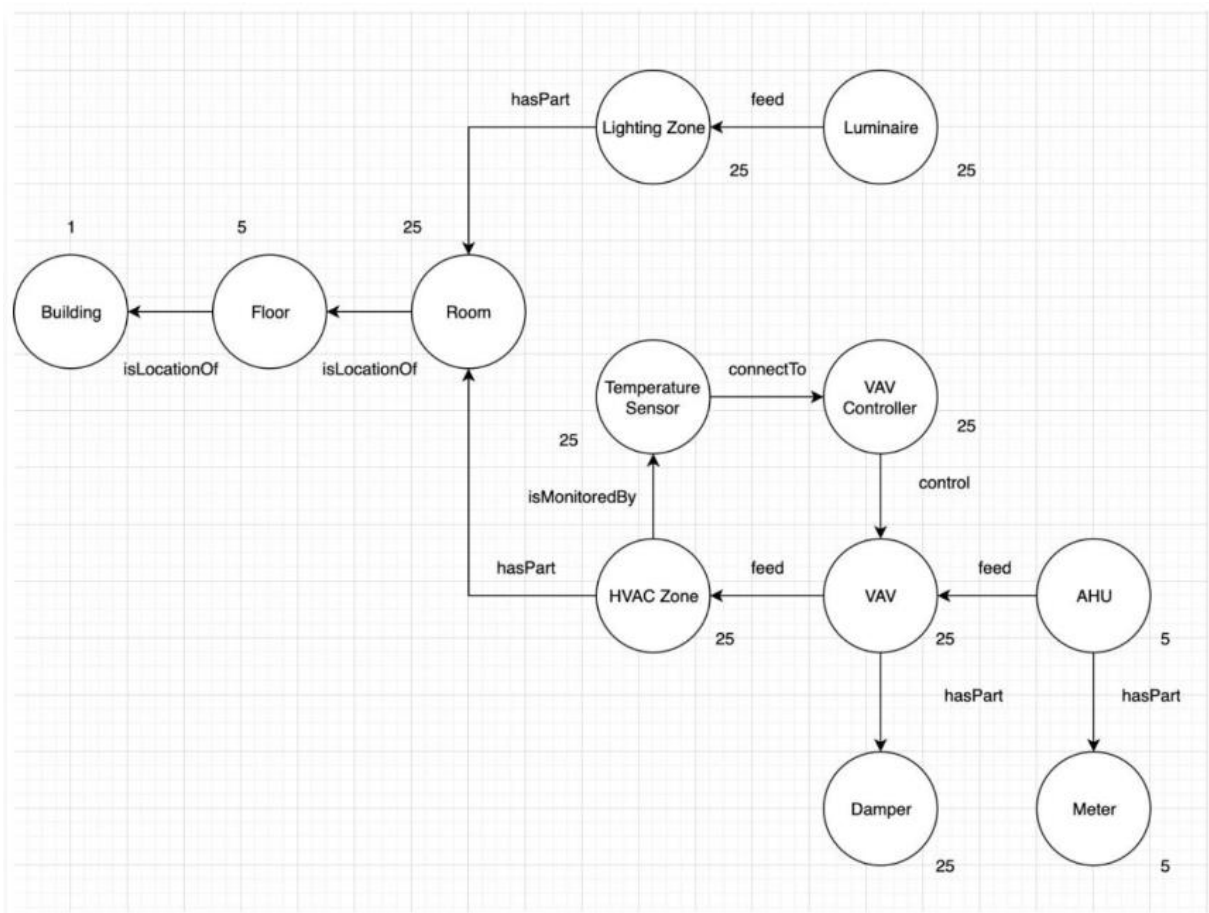 hasPart
feed
Lighting Zone
Luminaire
25
25
1
5
25
Building
Floor
Room
isLocationOf
isLocationOf
Temperature
Sensor
connectTo
VAV
Controller
25
25
isMonitoredBy
control
hasPart
feed
feed
HVAC Zone
VAV
AHU
25
25
5
hasPart
hasPart
Damper
Meter
25
5